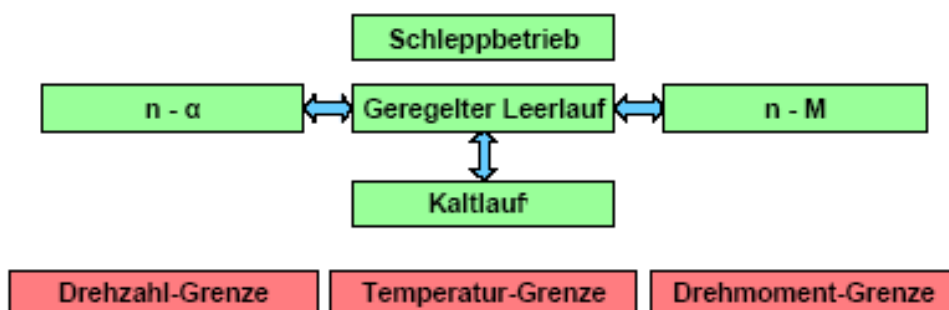 Schleppbetrieb
n - α
Geregelter Leerlauf
n - M
Kaltlauf
Drehzahl-Grenze
Temperatur-Grenze
Drehmoment-Grenze